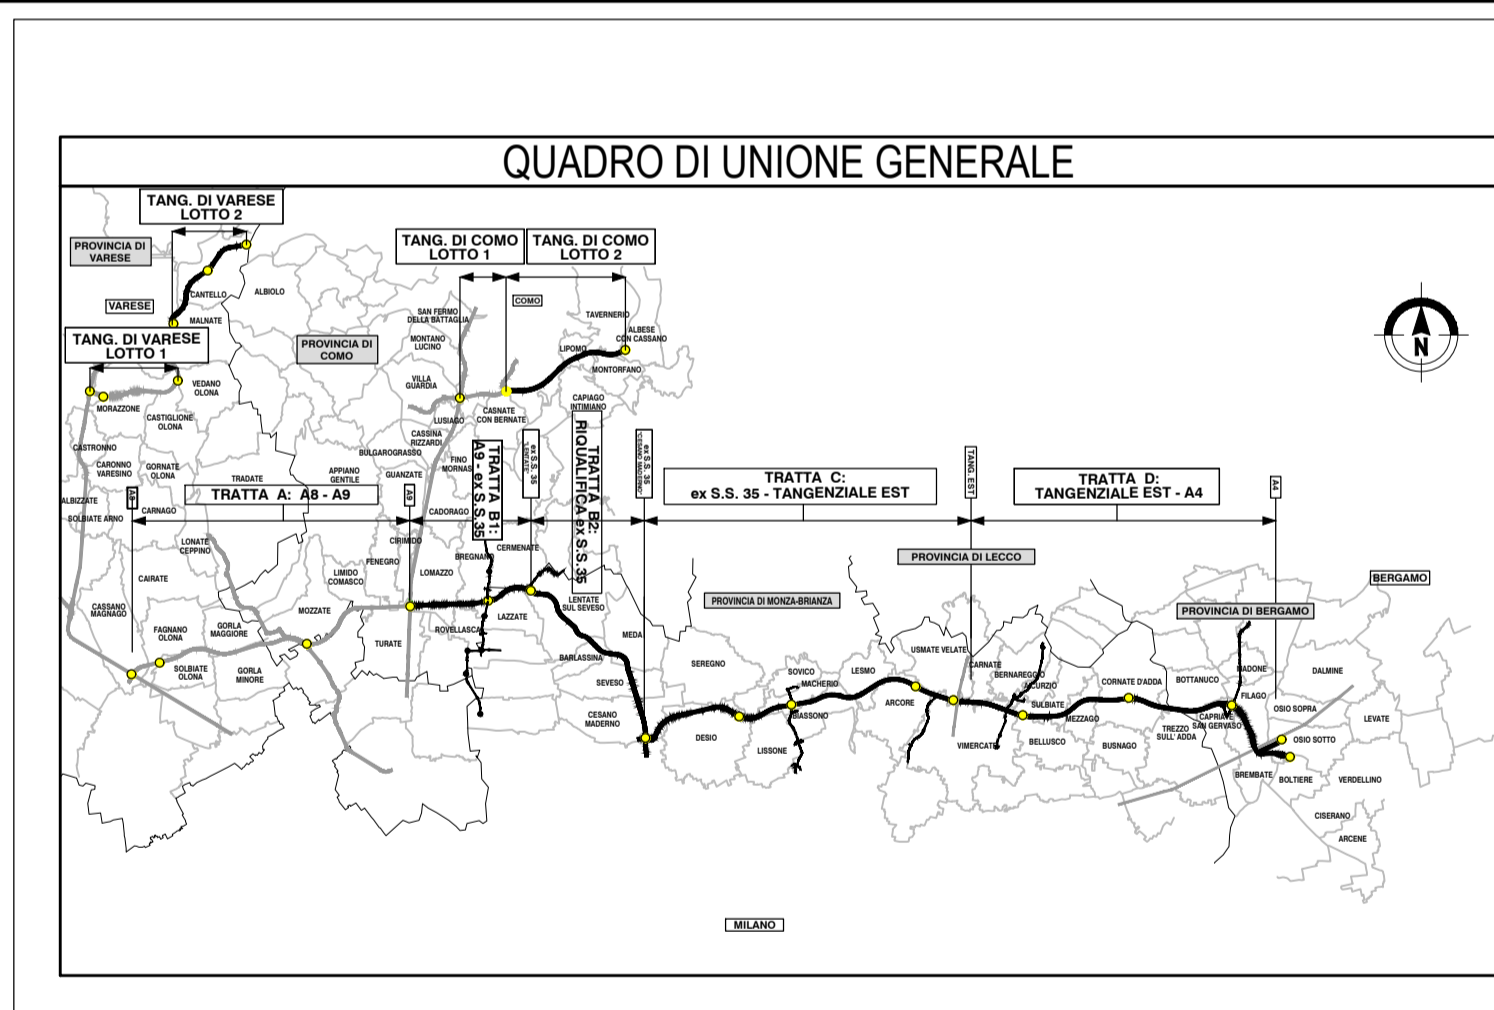 QUADRO DI UNIONE GENERALE
TANG. DI VARESE
LOTTO 2
PROVINCIA DI
VARESE
TANG. DI COMO
LOTTO 1
TANG. DI COMO
LOTTO 2
CANTELLO
ALBIOLO
VARESE
MALNATE
COMO
SAN FERMO
DELLA BATTAGLIA
TAVERNERIO
ALBESE
CON CASSANO
TANG. DI VARESE
LOTTO 1
PROVINCIA DI
COMO
MONTANO
LUCINO
LIPOMO
MONTORFANO
N
VEDANO
OLONA
VILLA
GUARDIA
MORAZZONE
CASTIGLIONE
OLONA
LUSIAGO
CASNATE
CON BERNATE
CAPIAGO
INTIMIANO
CASTRONNO
CASSINA
RIZZARDI
BULGAROGRASSO
CARONNO
VARESINO
GORNATE
OLONA
TRADATE
APPIANO
GENTILE
GUANZATE
FINO
MORNAS
TRATTA B1:
A9 - ex S.S.35
ex S.S. 35
"LENTATE"
TRATTA B2:
RIQUALIFICA ex S.S.35
ex S.S. 35
"CESANO MADERNO"
TRATTA C:
ex S.S. 35 - TANGENZIALE EST
TANG. EST
TRATTA D:
TANGENZIALE EST - A4
A4
ALBIZZATE
SOLBIATE ARNO
CARNAGO
A8
TRATTA A: A8 - A9
A9
CADORAGO
CIRIMIDO
LONATE
CEPPINO
FENEGRO
BREGNANO
CERMENATE
PROVINCIA DI LECCO
CAIRATE
LIMIDO
COMASCO
LOMAZZO
BERGAMO
CASSANO
MAGNAGO
MOZZATE
LAZZATE
LENTATE
SUL SEVESO
PROVINCIA DI MONZA-BRIANZA
PROVINCIA DI BERGAMO
FAGNANO
OLONA
GORLA
MAGGIORE
TURATE
ROVELLASCA
MEDA
BARLASSINA
SEREGNO
USMATE VELATE
CARNATE
SOLBIATE
OLONA
GORLA
MINORE
SEVESO
SOVICO
MACHERIO
LESMO
BERNAREGGIO
AICURZIO
CORNATE D'ADDA
BOTTANUCO
MADONE
DALMINE
CESANO
MADERNO
BIASSONO
ARCORE
SULBIATE
MEZZAGO
FILAGO
OSIO SOPRA
CAPRIATE
SAN GERVASO
LEVATE
DESIO
LISSONE
VIMERCATE
BELLUSCO
BUSNAGO
TREZZO
SULL' ADDA
OSIO SOTTO
BREMBATE
BOLTIERE
VERDELLINO
CISERANO
ARCENE
MILANO